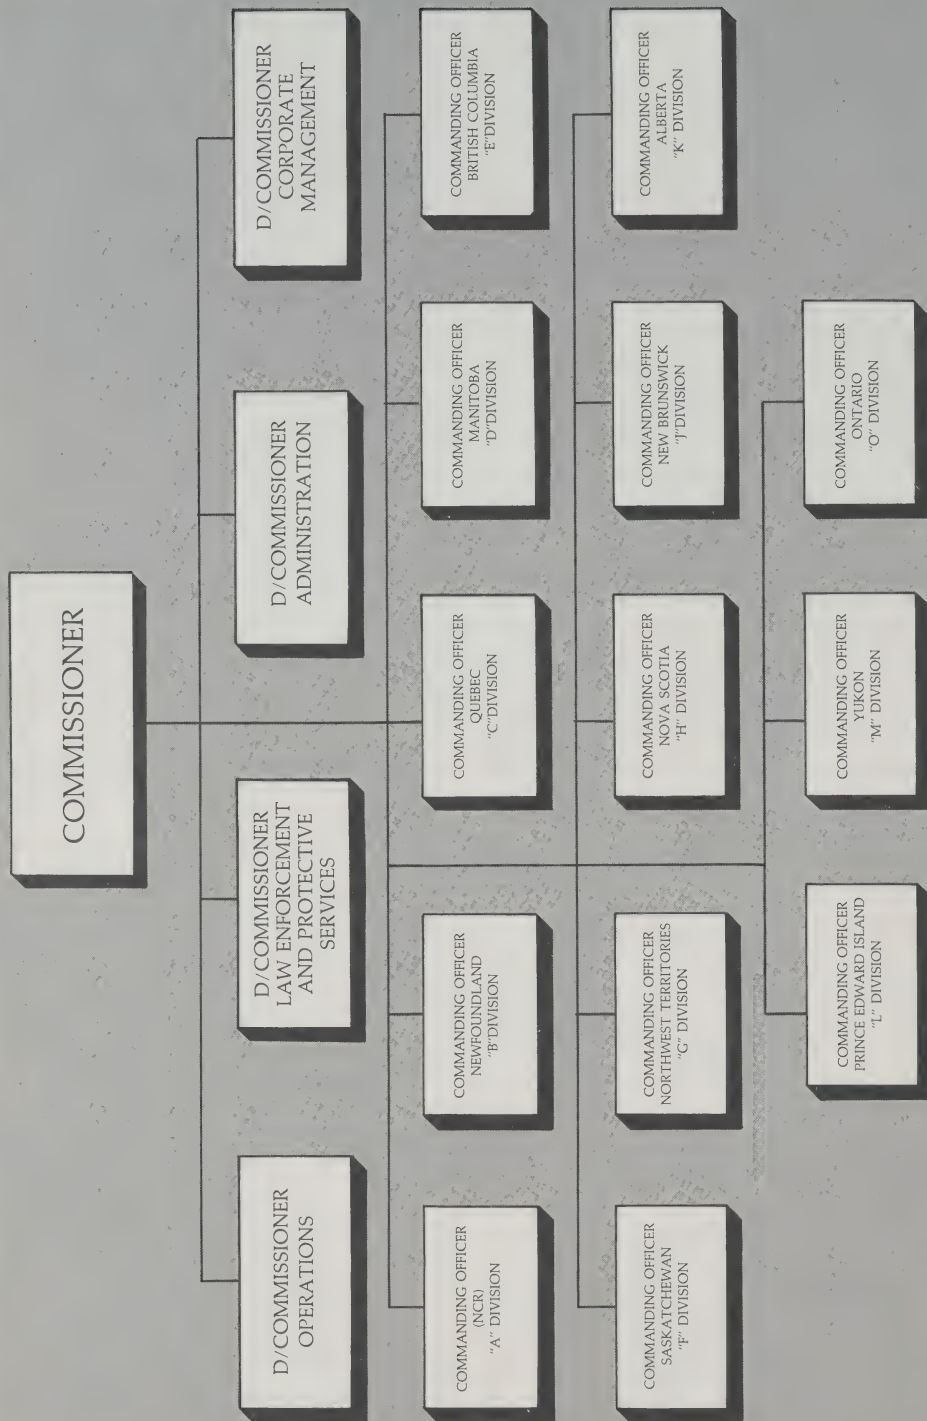 COMMISSIONER
D/COMMISSIONER
OPERATIONS
D/COMMISSIONER
LAW ENFORCEMENT
AND PROTECTIVE
SERVICES
D/COMMISSIONER
ADMINISTRATION
D/COMMISSIONER
CORPORATE
MANAGEMENT
COMMANDING OFFICER
(NCR)
"A" DIVISION
COMMANDING OFFICER
NEWFOUNDLAND
"B"DIVISION
COMMANDING OFFICER
QUEBEC
"C"DIVISION
COMMANDING OFFICER
MANITOBA
"D"DIVISION
COMMANDING OFFICER
BRITISH COLUMBIA
"E"DIVISION
COMMANDING OFFICER
SASKATCHEWAN
"F" DIVISION
COMMANDING OFFICER
NORTHWEST TERRITORIES
"G" DIVISION
COMMANDING OFFICER
NOVA SCOTIA
"H" DIVISION
COMMANDING OFFICER
NEW BRUNSWICK
"J"DIVISION
COMMANDING OFFICER
ALBERTA
"K" DIVISION
COMMANDING OFFICER
PRINCE EDWARD ISLAND
"L" DIVISION
COMMANDING OFFICER
YUKON
"M" DIVISION
COMMANDING OFFICER
ONTARIO
"O" DIVISION